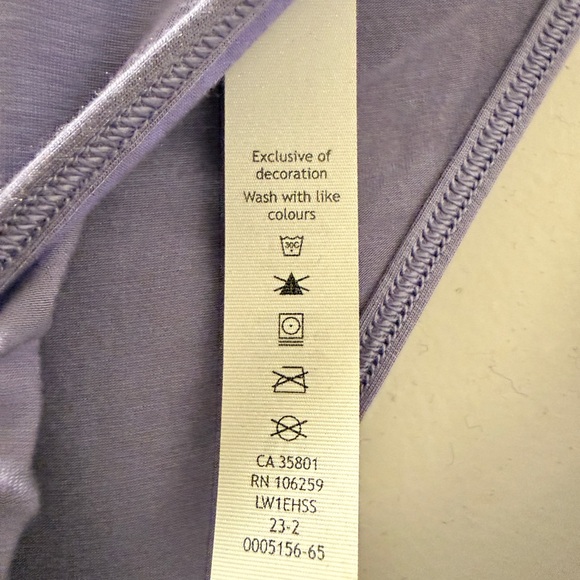 Exclusive of
decoration
Wash with like
colours
30C
CA 35801
RN 106259
LW1EHSS
23-2
0005156-65